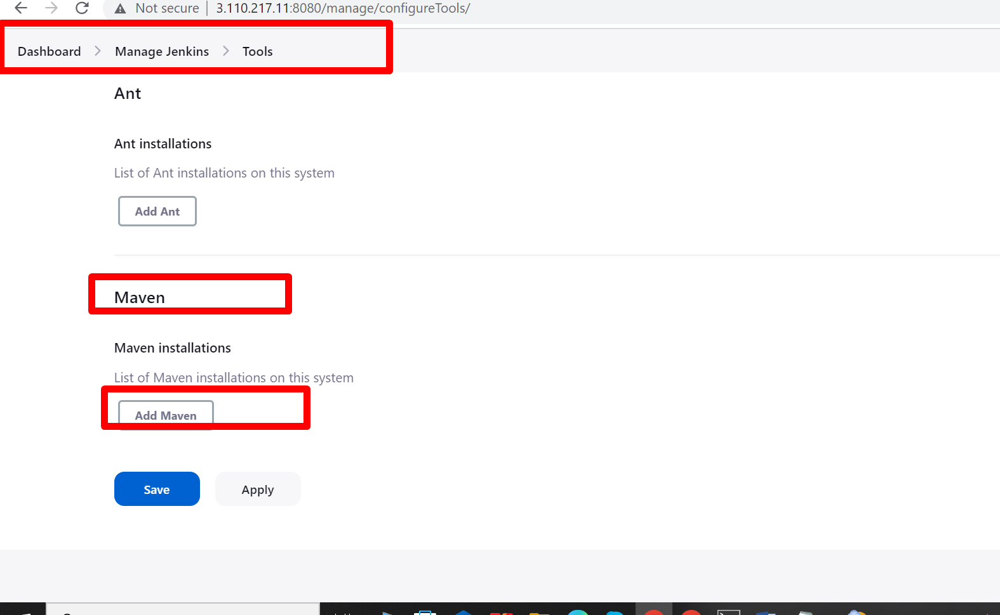 Not secure | 3.110.217.11:8080/manage/configureTools/
Dashboard > Manage Jenkins > Tools
Ant
Ant installations
List of Ant installations on this system
Add Ant
Maven
Maven installations
List of Maven installations on this system
Add Maven
Save Apply